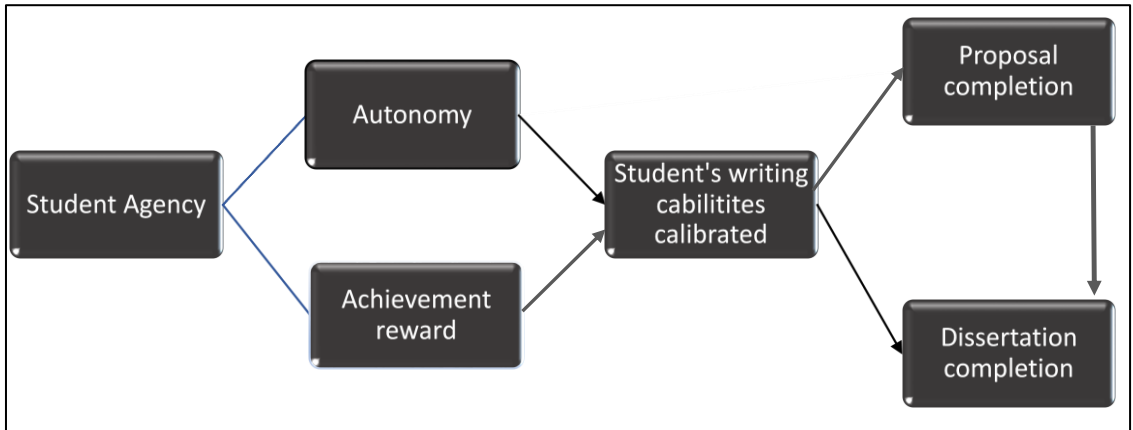 Student Agency
Autonomy
Achievement
reward
Student's writing
cabilitites
calibrated
Proposal
completion
Dissertation
completion